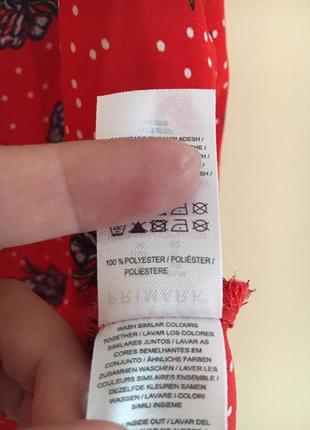 100 % POLYESTER / POLIÉSTER /
POLIESTERE
PRIMARK
WASH SIMILAR COLOURS
TOGETHER / LAVAR LOS COLORES
SIMILARES JUNTOS / LAVAR AS
CORES SEMELHANTES EM
CONJUNTO / ÄHNLICHE FARBEN
ZUSAMMEN WASCHEN / LAVER LES
COULEURS SIMILAIRES ENSEMBLE /
DEZELFDE KLEUREN SAMEN
WASSEN / LAVARE I COLORI
SIMILI INSIEME
INSIDE OUT / LAVAR DEL